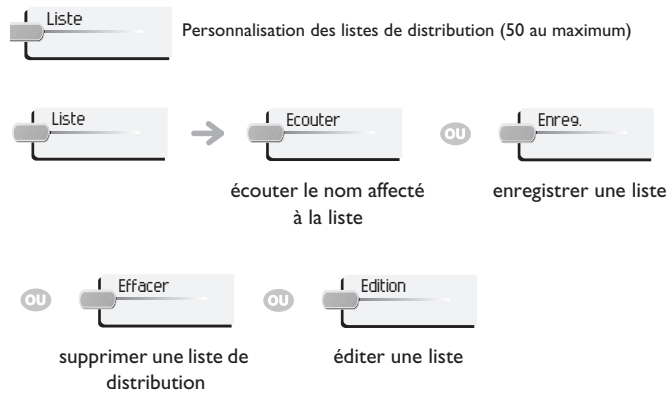 Liste
Personnalisation des listes de distribution (50 au maximum)
Liste
Ecouter
OU
Enreg.
écouter le nom affecté
à la liste
enregistrer une liste
OU
Effacer
OU
Edition
supprimer une liste de
distribution
éditer une liste